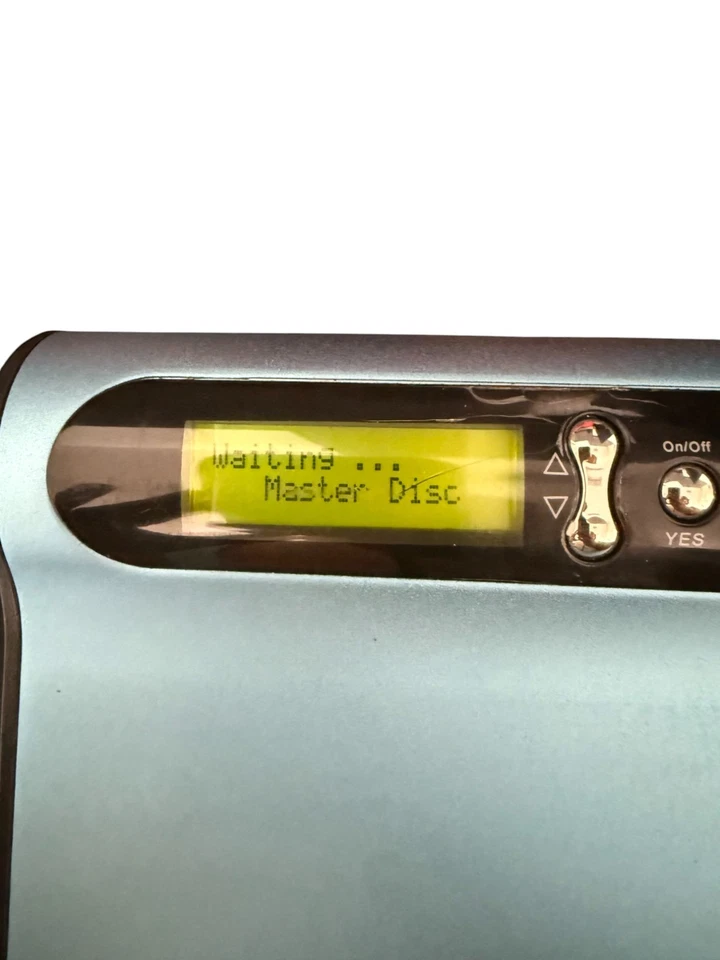 Waiting ...
Master Disc
On/Off
YES